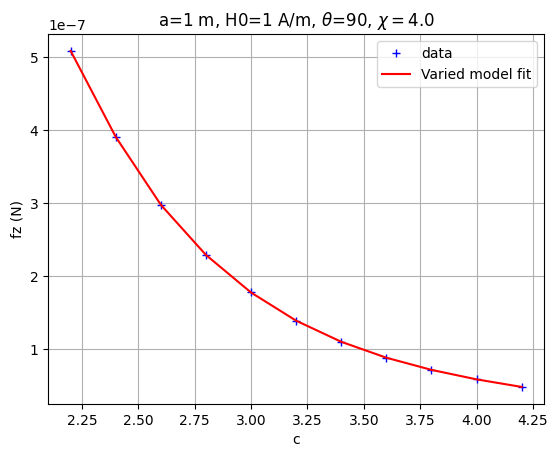 a=1 m, H0=1 A/m, θ=90, χ = 4.0
1e−7
data
Varied model fit
5
4
3
2
1
fz (N)
2.25 2.50 2.75 3.00 3.25 3.50 3.75 4.00 4.25
c